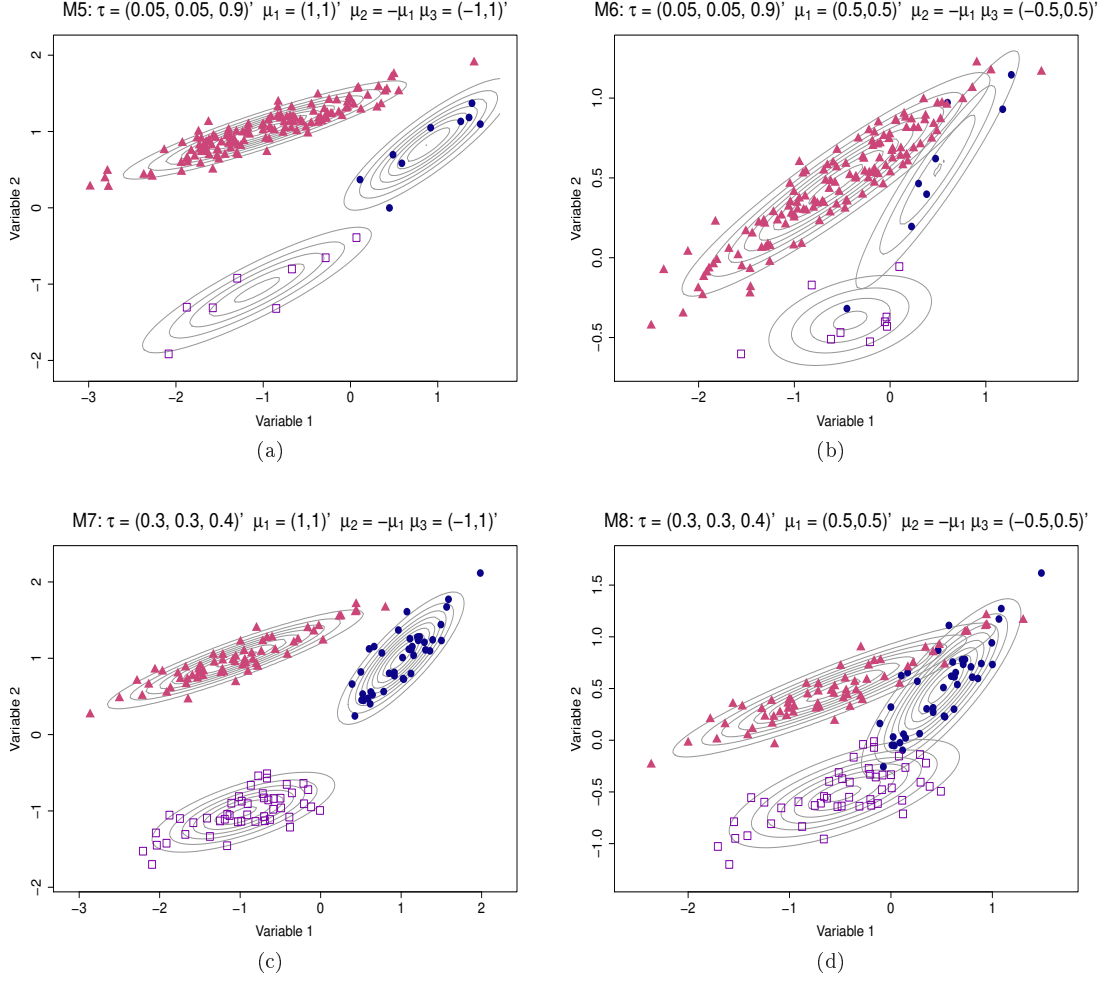 M5: τ = (0.05, 0.05, 0.9)' μ₁ = (1,1)' μ₂ = −μ₁ μ₃ = (−1,1)'
Variable 2
2
1
0
−1
−2
−3
−2
−1
0
1
Variable 1
(a)
M6: τ = (0.05, 0.05, 0.9)' μ₁ = (0.5,0.5)' μ₂ = −μ₁ μ₃ = (−0.5,0.5)'
Variable 2
1.0
0.5
0.0
−0.5
−2
−1
0
1
Variable 1
(b)
M7: τ = (0.3, 0.3, 0.4)' μ₁ = (1,1)' μ₂ = −μ₁ μ₃ = (−1,1)'
Variable 2
2
1
0
−1
−2
−3
−2
−1
0
1
2
Variable 1
(c)
M8: τ = (0.3, 0.3, 0.4)' μ₁ = (0.5,0.5)' μ₂ = −μ₁ μ₃ = (−0.5,0.5)'
Variable 2
1.5
1.0
0.5
0.0
−0.5
−1.0
−2
−1
0
1
Variable 1
(d)